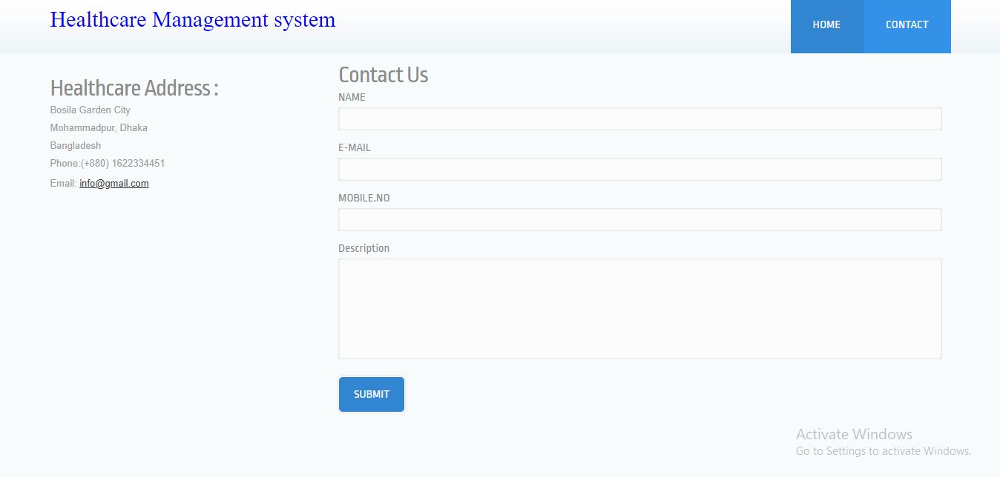 Healthcare Management system
HOME
CONTACT
Healthcare Address :
Bosila Garden City
Mohammadpur, Dhaka
Bangladesh
Phone:(+880) 1622334451
Email: info@gmail.com
Contact Us
NAME
E-MAIL
MOBILE.NO
Description
SUBMIT
Activate Windows
Go to Settings to activate Windows.